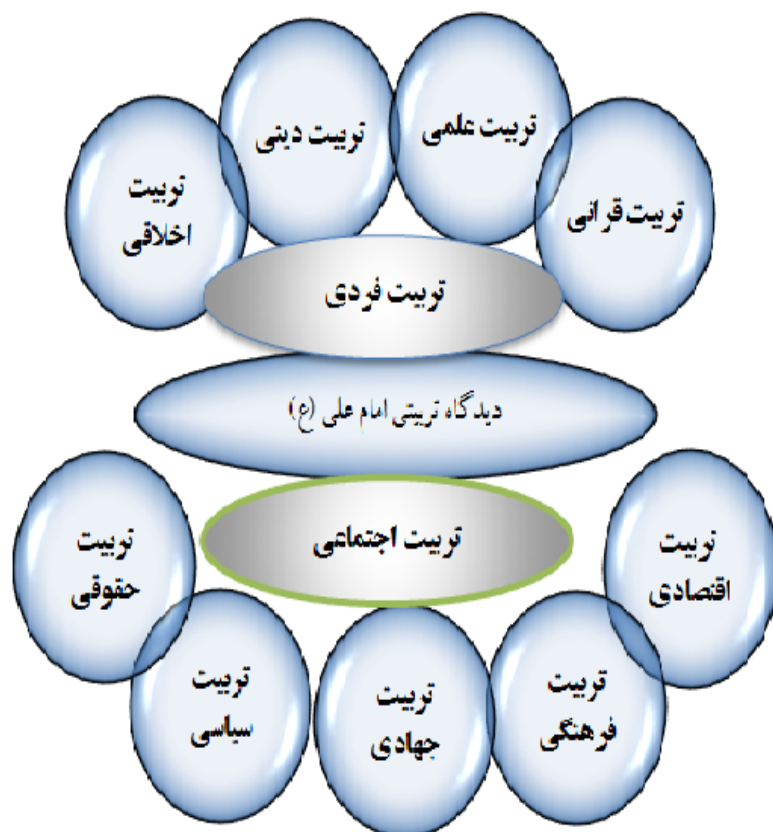 تربیت قرانی
تربیت علمی
تربیت دینی
تربیت
اخلاقی
تربیت فردی
دیدگاه تربیتی امام علی (ع)
تربیت اجتماعی
تربیت
اقتصادی
تربیت
فرهنگی
تربیت
جهادی
تربیت
سیاسی
تربیت
حقوقی